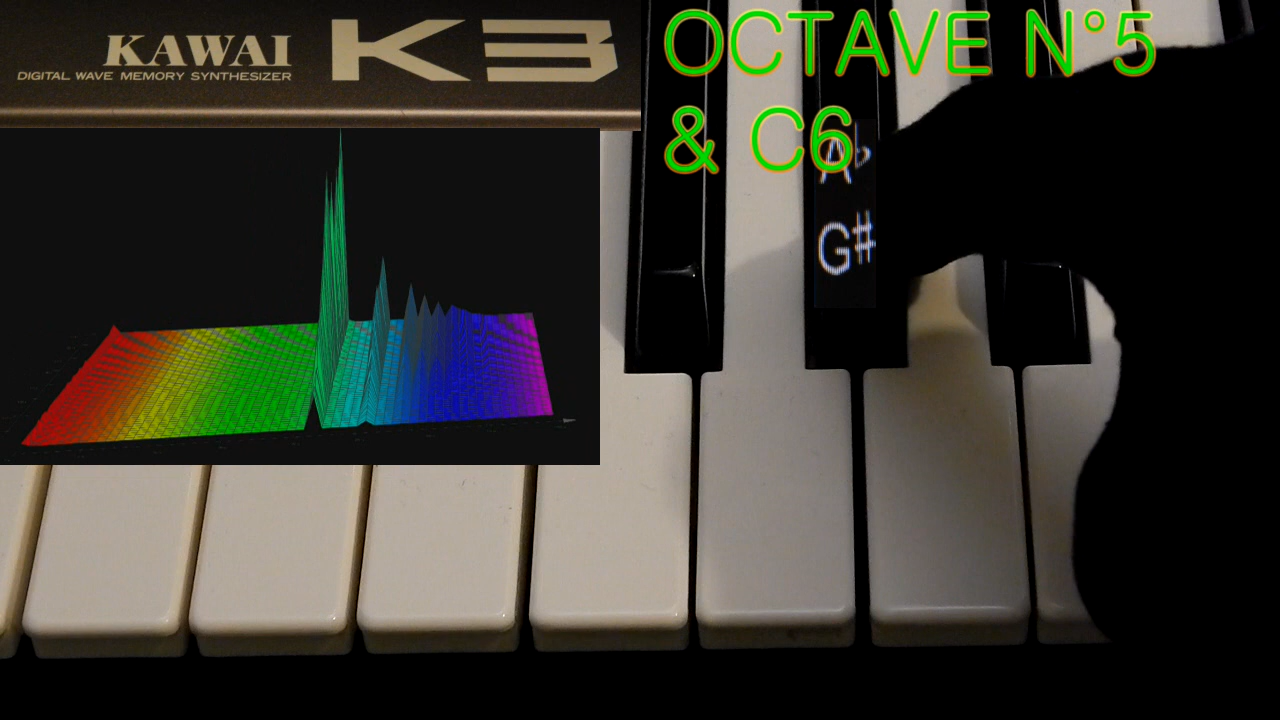 KAWAI
DIGITAL WAVE MEMORY SYNTHESIZER
K3
OCTAVE N°5
& C6
A♭
G#